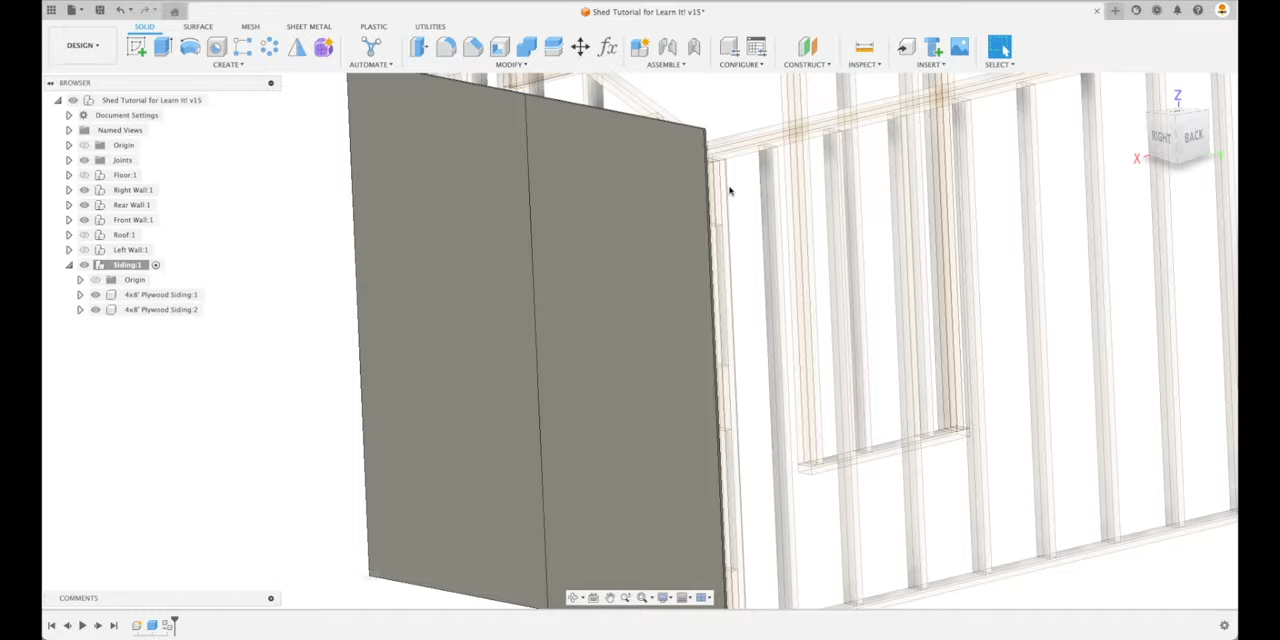 Shed Tutorial for Learn It! v15*
DESIGN
SOLID SURFACE MESH SHEET METAL PLASTIC UTILITIES
CREATE AUTOMATE MODIFY ASSEMBLE CONFIGURE CONSTRUCT INSPECT INSERT SELECT
BROWSER
Shed Tutorial for Learn It! v15
Document Settings
Named Views
Origin
Joints
Floor:1
Right Wall:1
Rear Wall:1
Front Wall:1
Roof:1
Left Wall:1
Siding:1
Origin
4x8' Plywood Siding:1
4x8' Plywood Siding:2
Z
RIGHT BACK
X
COMMENTS